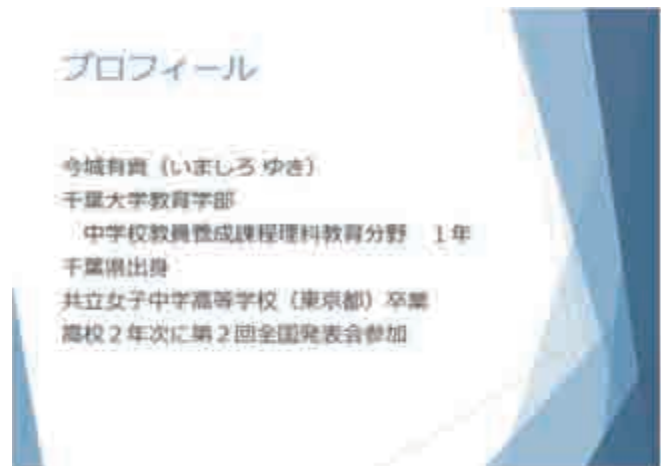 プロフィール
今城有貴（いましろ ゆき）
千葉大学教育学部
中学校教員養成課程理科教育分野　１年
千葉県出身
共立女子中学高等学校（東京都）卒業
高校２年次に第２回全国発表会参加